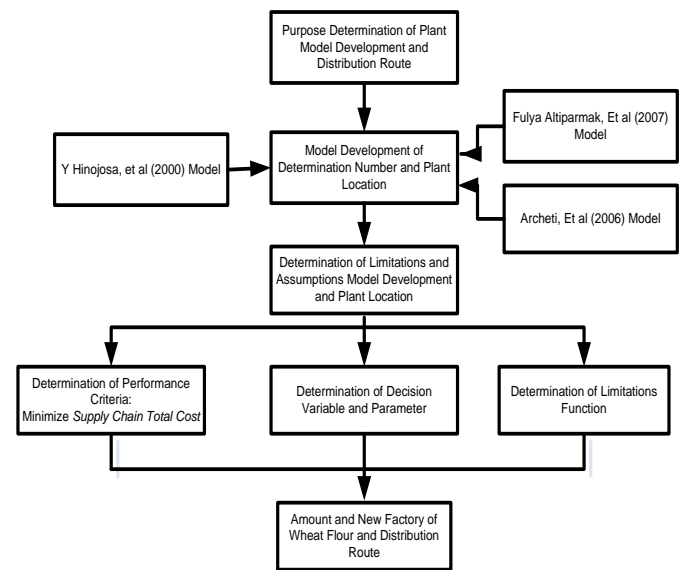 Purpose Determination of Plant
Model Development and
Distribution Route
Fulya Altiparmak, Et al (2007)
Model
Y Hinojosa, et al (2000) Model
Model Development of
Determination Number and Plant
Location
Archeti, Et al (2006) Model
Determination of Limitations and
Assumptions Model Development
and Plant Location
Determination of Performance
Criteria:
Minimize Supply Chain Total Cost
Determination of Decision
Variable and Parameter
Determination of Limitations
Function
Amount and New Factory of
Wheat Flour and Distribution
Route